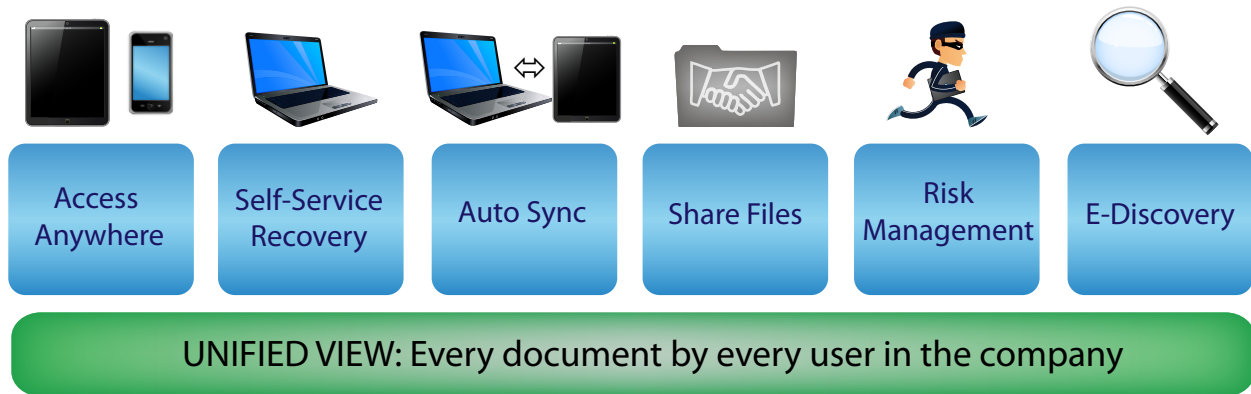 Access
Anywhere
Self-Service
Recovery
Auto Sync
Share Files
Risk
Management
E-Discovery
UNIFIED VIEW: Every document by every user in the company